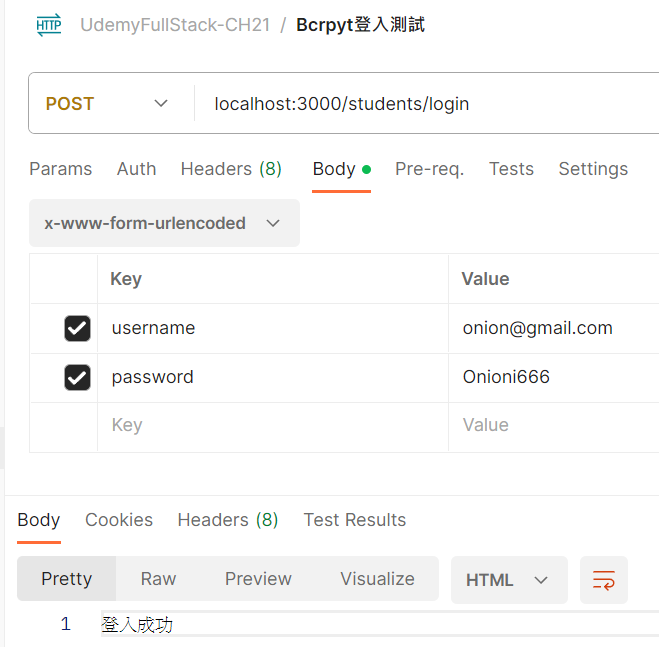 HTTP UdemyFullStack-CH21 / Bcrpyt登入測試
POST localhost:3000/students/login
Params Auth Headers (8) Body Pre-req. Tests Settings
x-www-form-urlencoded
Key Value
username onion@gmail.com
password Onioni666
Key Value
Body Cookies Headers (8) Test Results
Pretty Raw Preview Visualize HTML
1 登入成功